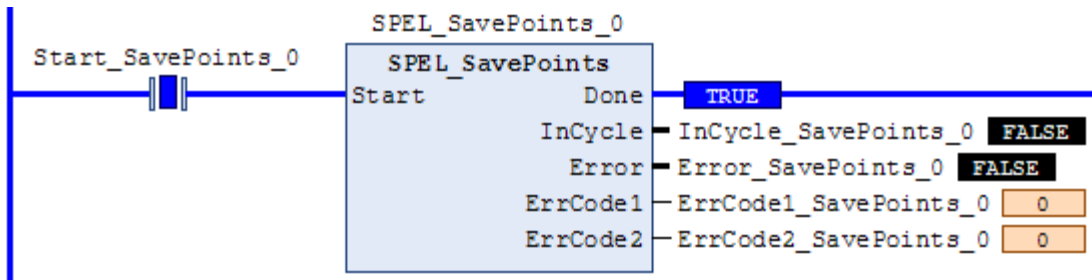 SPEL_SavePoints_0
Start_SavePoints_0
SPEL_SavePoints
Start Done TRUE
InCycle InCycle_SavePoints_0 FALSE
Error Error_SavePoints_0 FALSE
ErrCode1 ErrCode1_SavePoints_0 0
ErrCode2 ErrCode2_SavePoints_0 0